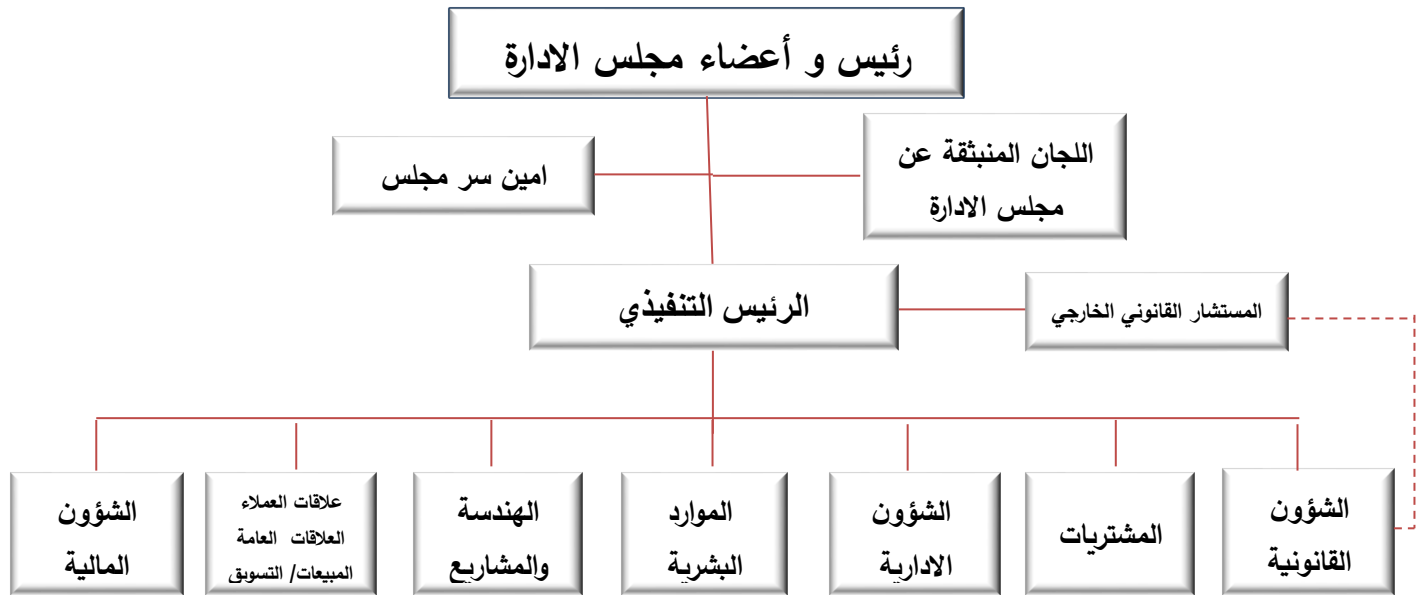 رئيس و أعضاء مجلس الادارة
اللجان المنبثقة عن
مجلس الادارة
امين سر مجلس
المستشار القانوني الخارجي
الرئيس التنفيذي
الشؤون
القانونية
المشتريات
الشؤون
الادارية
الموارد
البشرية
الهندسة
والمشاريع
علاقات العملاء
العلاقات العامة
المبيعات/ التسويق
الشؤون
المالية